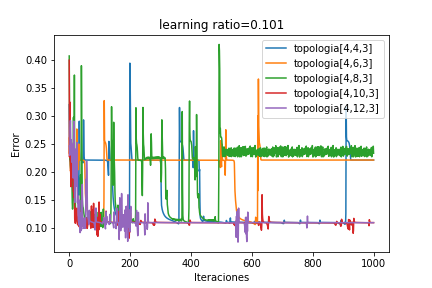 learning ratio=0.101
topologia[4,4,3]
topologia[4,6,3]
topologia[4,8,3]
topologia[4,10,3]
topologia[4,12,3]
Error
0.40
0.35
0.30
0.25
0.20
0.15
0.10
0 200 400 600 800 1000
Iteraciones